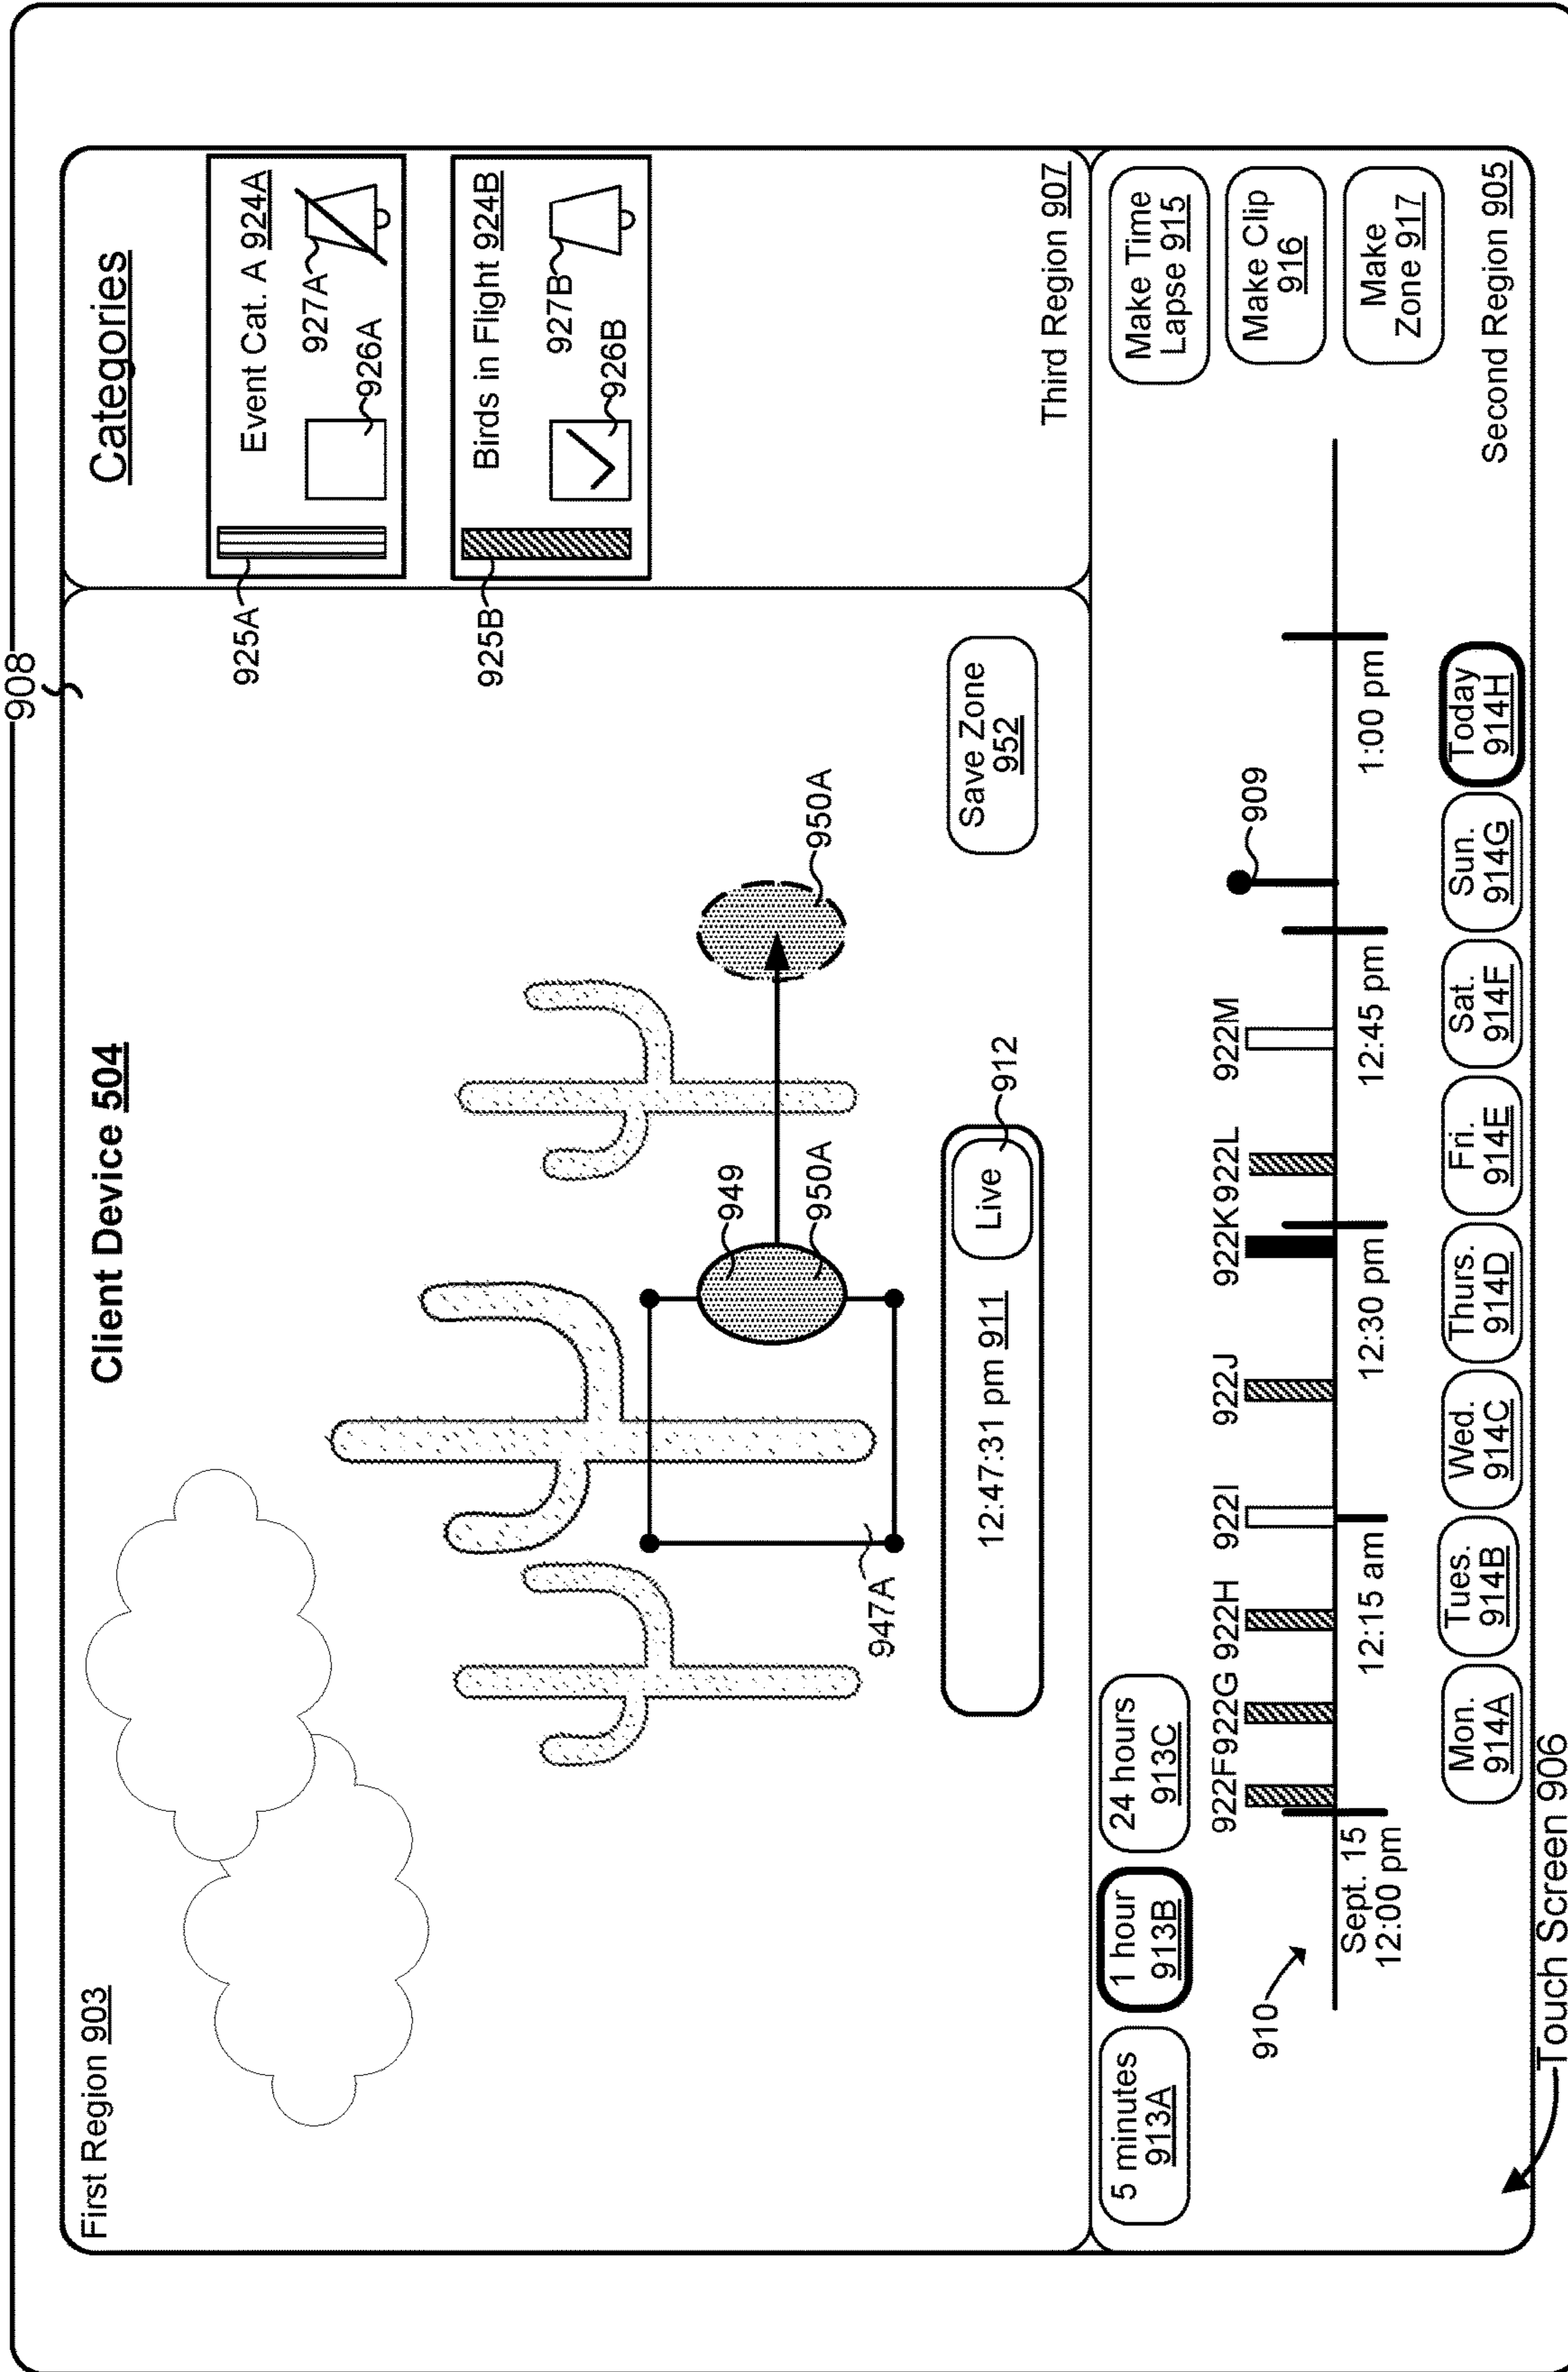 908
Client Device 504
First Region 903
Categories
Event Cat. A 924A
927A
926A
925A
Birds in Flight 924B
927B
926B
925B
949
950A
950A
947A
Save Zone
952
12:47:31 pm 911
Live
912
Third Region 907
5 minutes
913A
1 hour
913B
24 hours
913C
Make Time
Lapse 915
Make Clip
916
Make
Zone 917
910
922F
922G
922H
922I
922J
922K
922L
922M
909
Sept. 15
12:00 pm
12:15 am
12:30 pm
12:45 pm
1:00 pm
Mon.
914A
Tues.
914B
Wed.
914C
Thurs.
914D
Fri.
914E
Sat.
914F
Sun.
914G
Today
914H
Second Region 905
Touch Screen 906